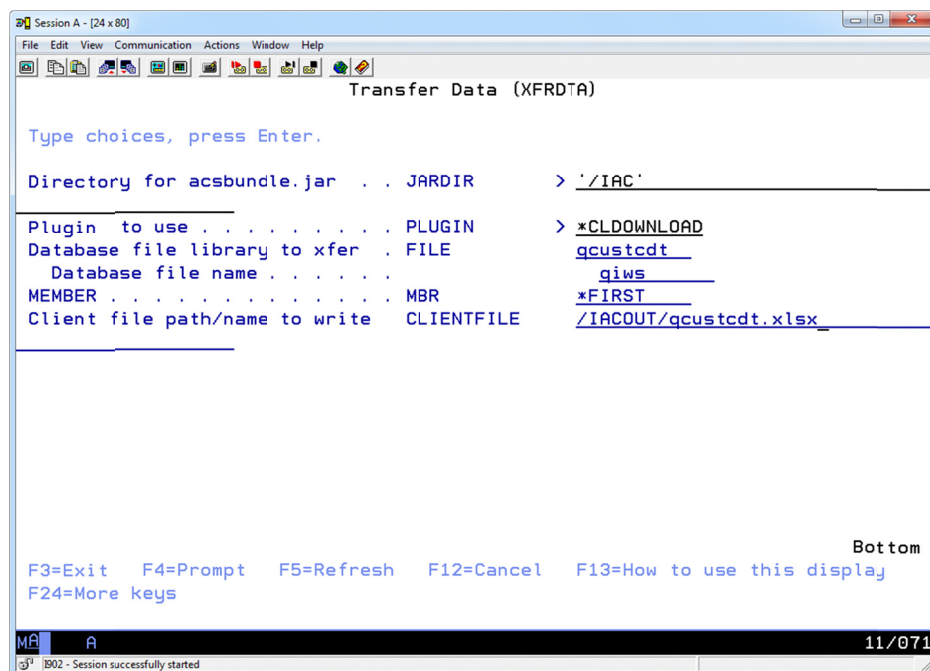 Session A - [24 x 80]
File Edit View Communication Actions Window Help
Transfer Data (XFRDTA)
Type choices, press Enter.
Directory for acsbundle.jar . . JARDIR > '/IAC'
Plugin to use . . . . . . . . . PLUGIN > *CLDOWNLOAD
Database file library to xfer . FILE qcustcdt
Database file name . . . . . . qiws
MEMBER . . . . . . . . . . . . . MBR *FIRST
Client file path/name to write CLIENTFILE /IACOUT/qcustcdt.xlsx
Bottom
F3=Exit F4=Prompt F5=Refresh F12=Cancel F13=How to use this display
F24=More keys
MA A 11/071
I902 - Session successfully started